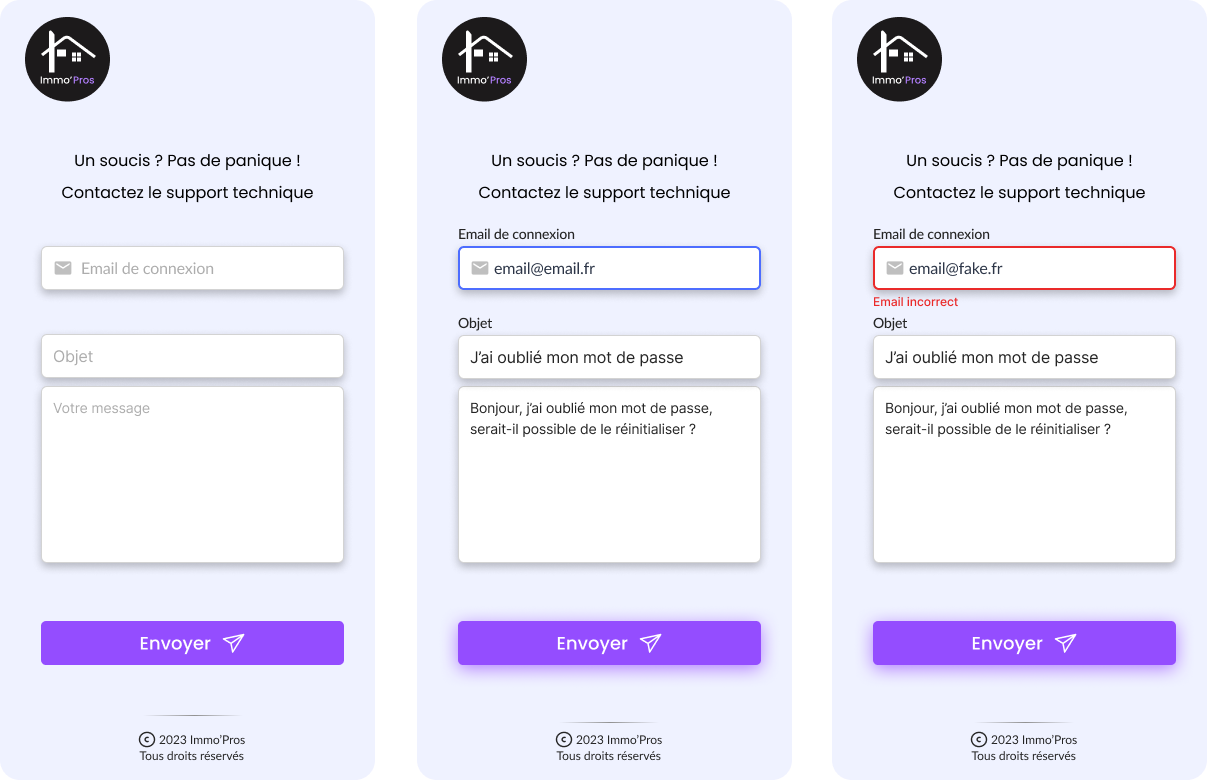 Immo'Pros
Un soucis ? Pas de panique !
Contactez le support technique
Email de connexion
Objet
Votre message
Envoyer
© 2023 Immo'Pros
Tous droits réservés
Immo'Pros
Un soucis ? Pas de panique !
Contactez le support technique
Email de connexion
email@email.fr
Objet
J'ai oublié mon mot de passe
Bonjour, j'ai oublié mon mot de passe,
serait-il possible de le réinitialiser ?
Envoyer
© 2023 Immo'Pros
Tous droits réservés
Immo'Pros
Un soucis ? Pas de panique !
Contactez le support technique
Email de connexion
email@fake.fr
Email incorrect
Objet
J'ai oublié mon mot de passe
Bonjour, j'ai oublié mon mot de passe,
serait-il possible de le réinitialiser ?
Envoyer
© 2023 Immo'Pros
Tous droits réservés